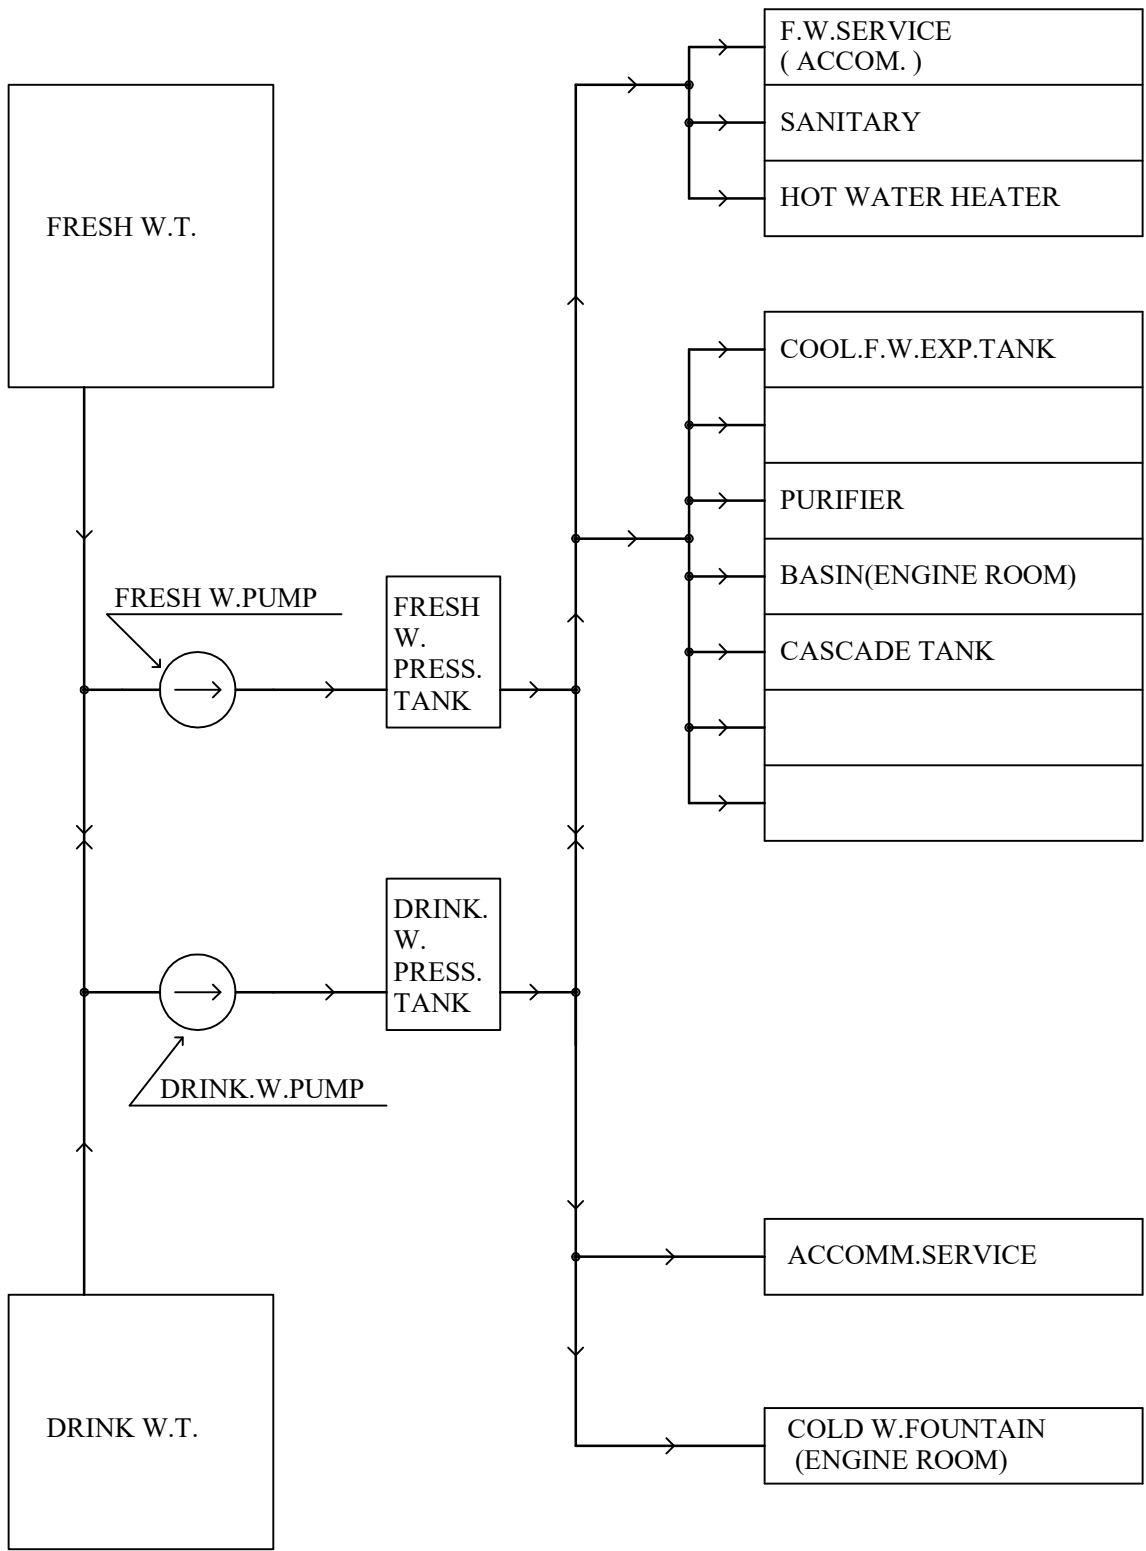 F.W.SERVICE
( ACCOM. )
SANITARY
HOT WATER HEATER
FRESH W.T.
COOL.F.W.EXP.TANK
PURIFIER
BASIN(ENGINE ROOM)
CASCADE TANK
FRESH W.PUMP
FRESH
W.
PRESS.
TANK
DRINK.
W.
PRESS.
TANK
DRINK.W.PUMP
ACCOMM.SERVICE
DRINK W.T.
COLD W.FOUNTAIN
(ENGINE ROOM)